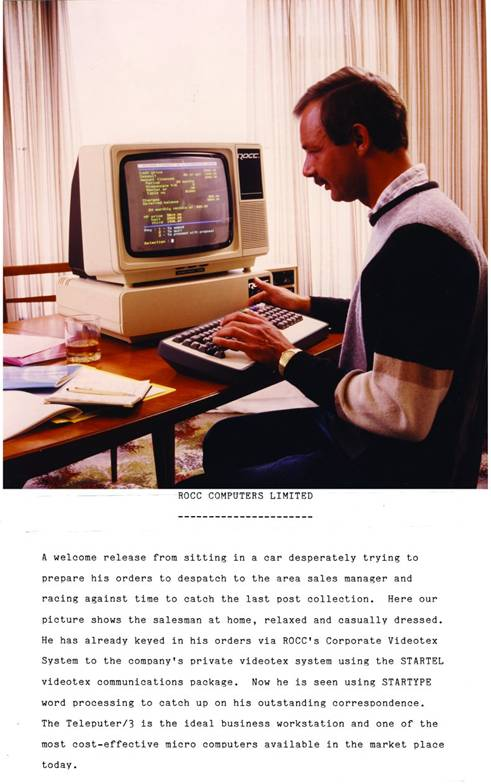 ROCC
ROCC COMPUTERS LIMITED
----------------------
A welcome release from sitting in a car desperately trying to
prepare his orders to despatch to the area sales manager and
racing against time to catch the last post collection.  Here our
picture shows the salesman at home, relaxed and casually dressed.
He has already keyed in his orders via ROCC's Corporate Videotex
System to the company's private videotex system using the STARTEL
videotex communications package.  Now he is seen using STARTYPE
word processing to catch up on his outstanding correspondence.
The Teleputer/3 is the ideal business workstation and one of the
most cost-effective micro computers available in the market place
today.